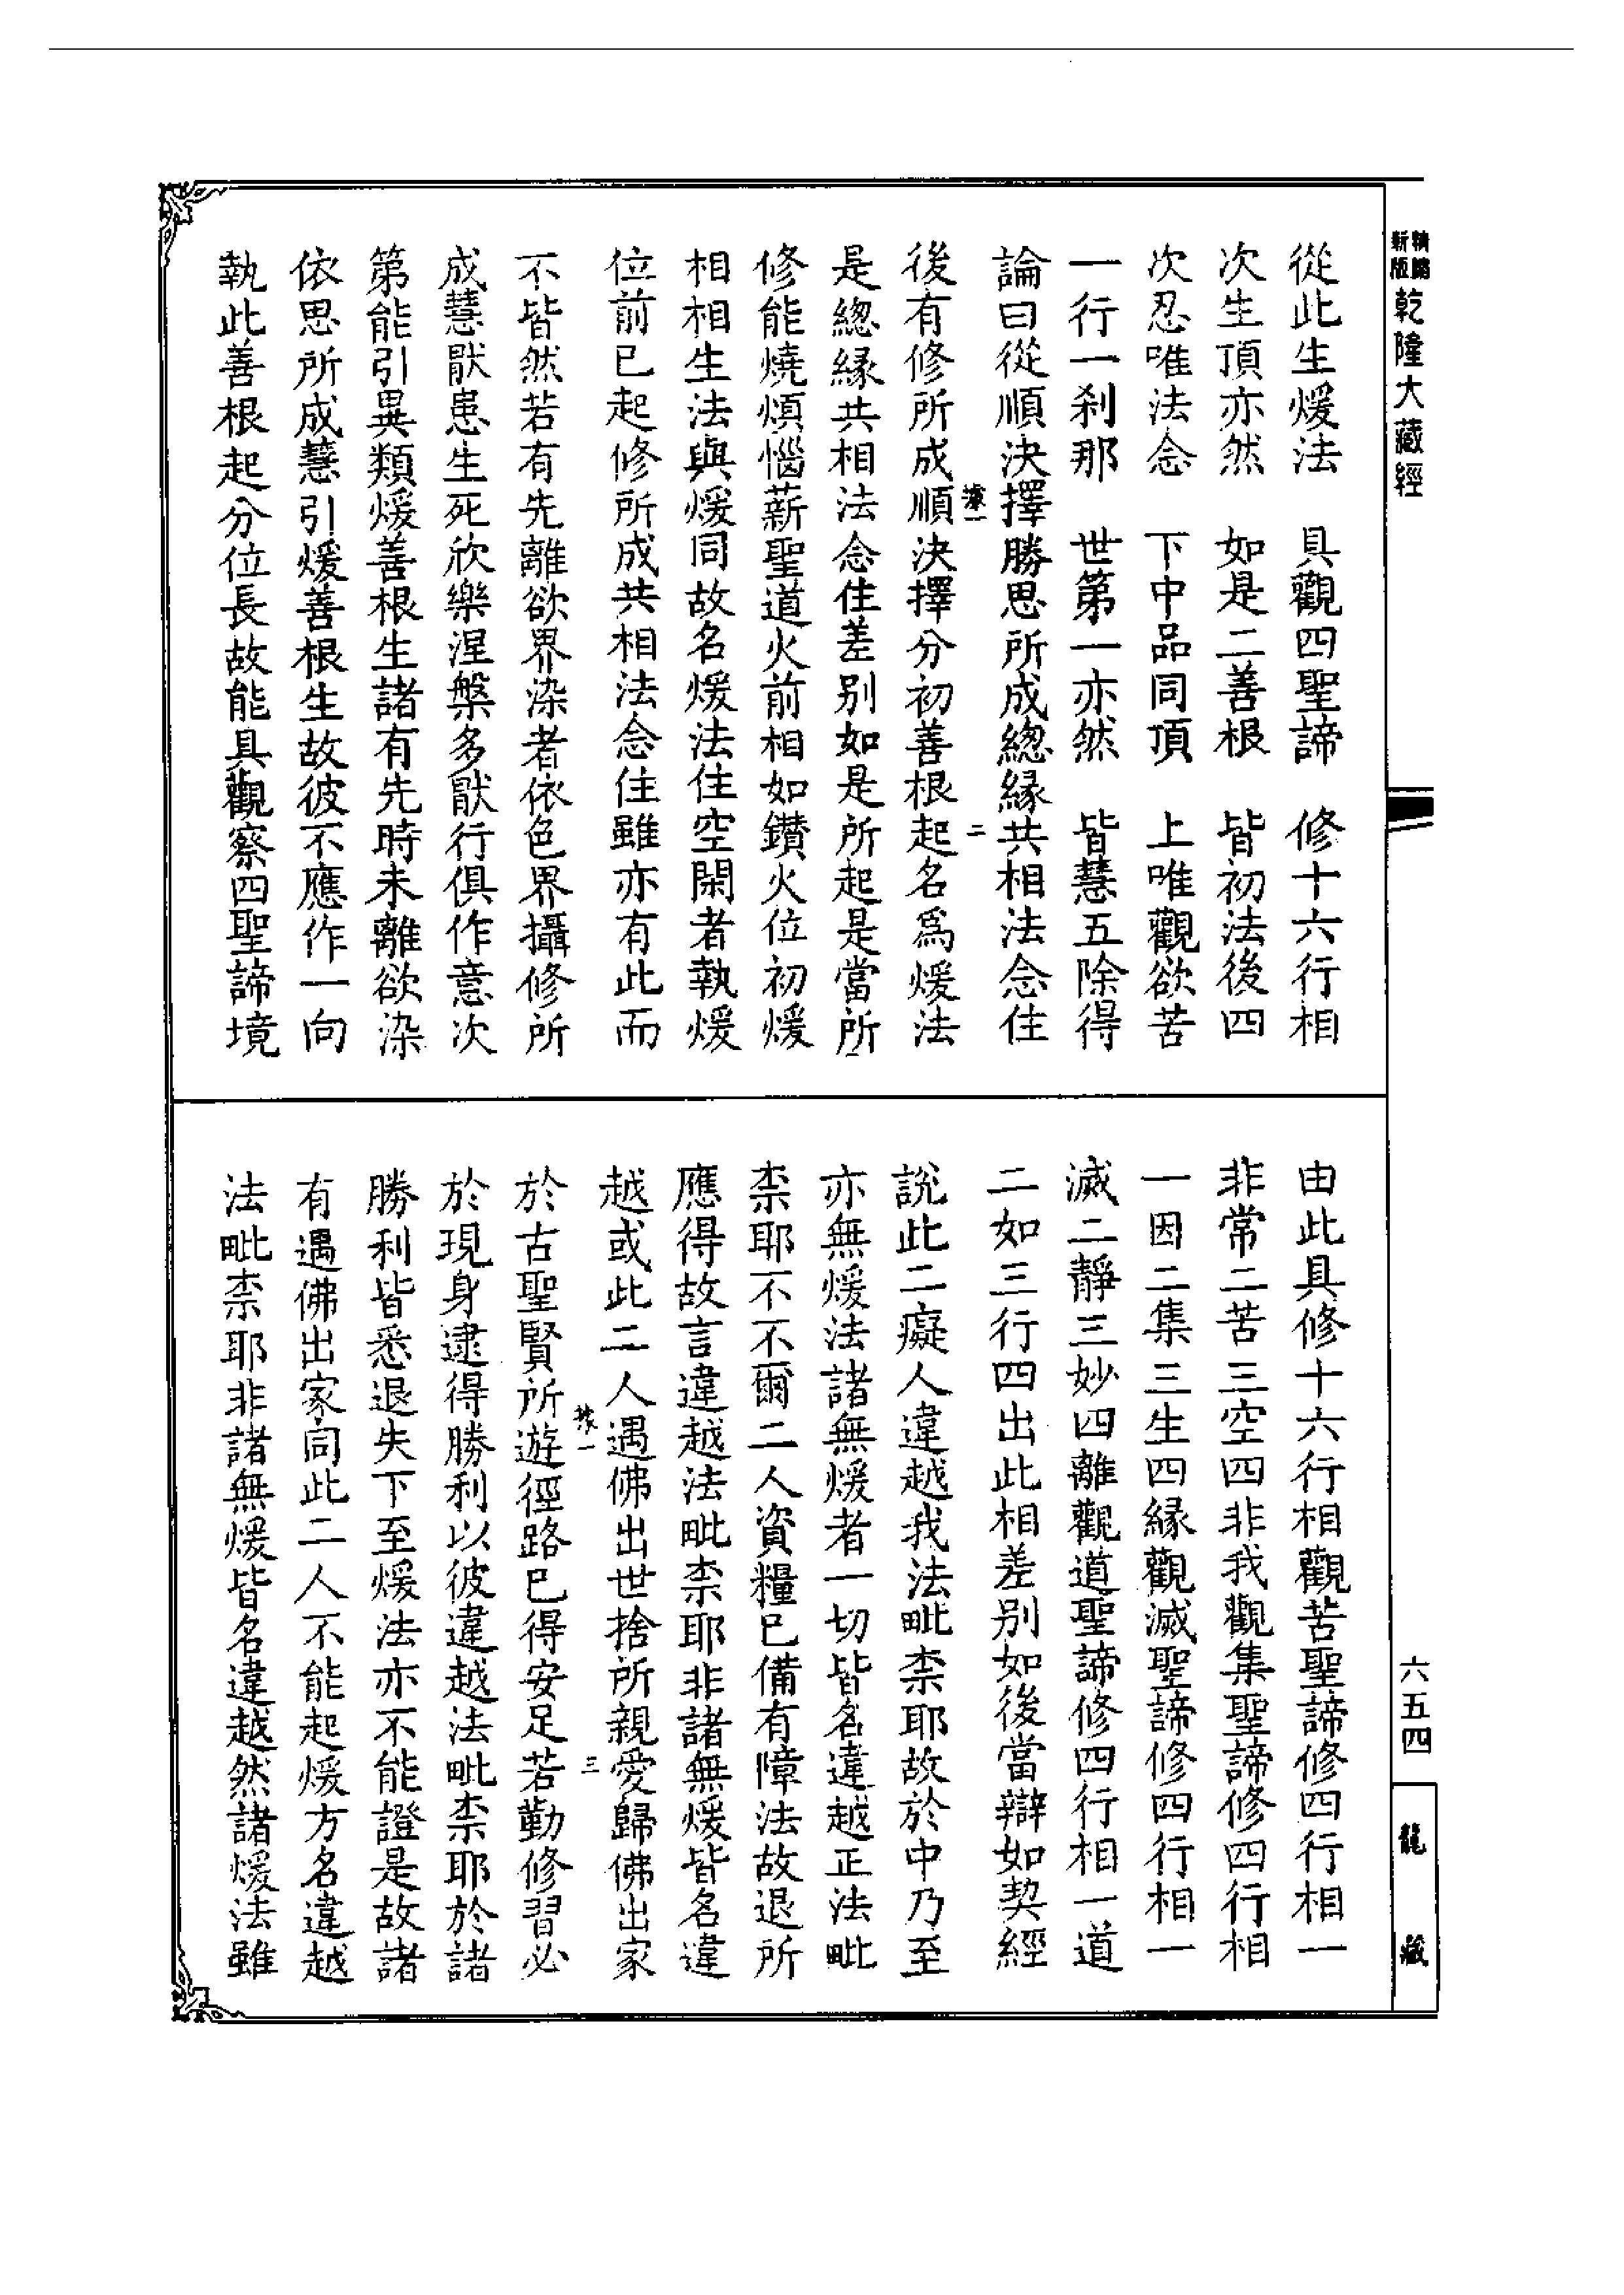 新版
精縮
乾隆大藏經
六五四
龍藏
從此生煖法　具觀四聖諦　修十六行相
次生頂亦然　如是二善根　皆初法後四
次忍唯法念　下中品同頂　上唯觀欲苦
一行一剎那　世第一亦然　皆慧五除得
論曰從順決擇勝思所成總緣共相法念住
後有修所成順決擇分初善根起名為煖法
是總緣共相法念住差別如是所起是當所
修能燒煩惱薪聖道火前相如鑽火位初煖
相相生法與煖同故名煖法住空閑者執煖
位前已起修所成共相法念住雖亦有此而
不皆然若有先離欲界染者依色界攝修所
成慧猒患生死欣樂涅槃多猒行俱作意次
第能引異類煖善根生諸有先時未離欲染
依思所成慧引煖善根生故彼不應作一向
執此善根起分位長故能具觀察四聖諦境
二
由此具修十六行相觀苦聖諦修四行相一
非常二苦三空四非我觀集聖諦修四行相
一因二集三生四緣觀滅聖諦修四行相一
滅二靜三妙四離觀道聖諦修四行相一道
二如三行四出此相差別如後當辯如契經
說此二癡人違越我法毗柰耶故於中乃至
亦無煖法諸無煖者一切皆名違越正法毗
柰耶不不爾二人資糧已備有障法故退所
應得故言違越法毗柰耶非諸無煖皆名違
越或此二人遇佛出世捨所親愛歸佛出家
於古聖賢所遊徑路已得安足若勤修習必
於現身逮得勝利以彼違越法毗柰耶於諸
勝利皆悉退失下至煖法亦不能證是故諸
有遇佛出家同此二人不能起煖方名違越
法毗柰耶非諸無煖皆名違越然諸煖法雖
三